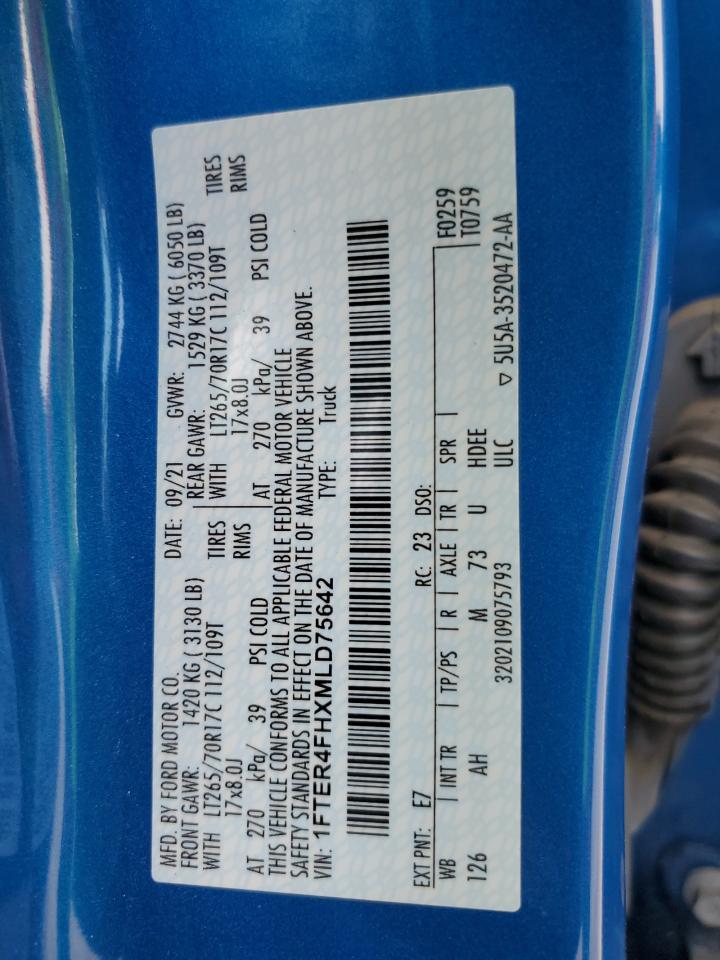 MFD. BY FORD MOTOR CO. DATE: 09/21 GVWR: 2744 KG ( 6050 LB)
FRONT GAWR: 1420 KG ( 3130 LB) REAR GAWR: 1529 KG ( 3370 LB)
WITH LT265/70R17C 112/109T TIRES WITH LT265/70R17C 112/109T TIRES
17x8.0J RIMS 17x8.0J RIMS
AT 270 kPa/ 39 PSI COLD AT 270 kPa/ 39 PSI COLD
THIS VEHICLE CONFORMS TO ALL APPLICABLE FEDERAL MOTOR VEHICLE
SAFETY STANDARDS IN EFFECT ON THE DATE OF MANUFACTURE SHOWN ABOVE.
VIN: 1FTER4FHXMLD75642 TYPE: Truck
EXT PNT: E7 RC: 23 DSO: F0259
WB INT TR TP/PS R AXLE TR SPR T0759
126 AH M 73 U HDEE
3202109075793 ULC ▽ 5U5A-3520472-AA